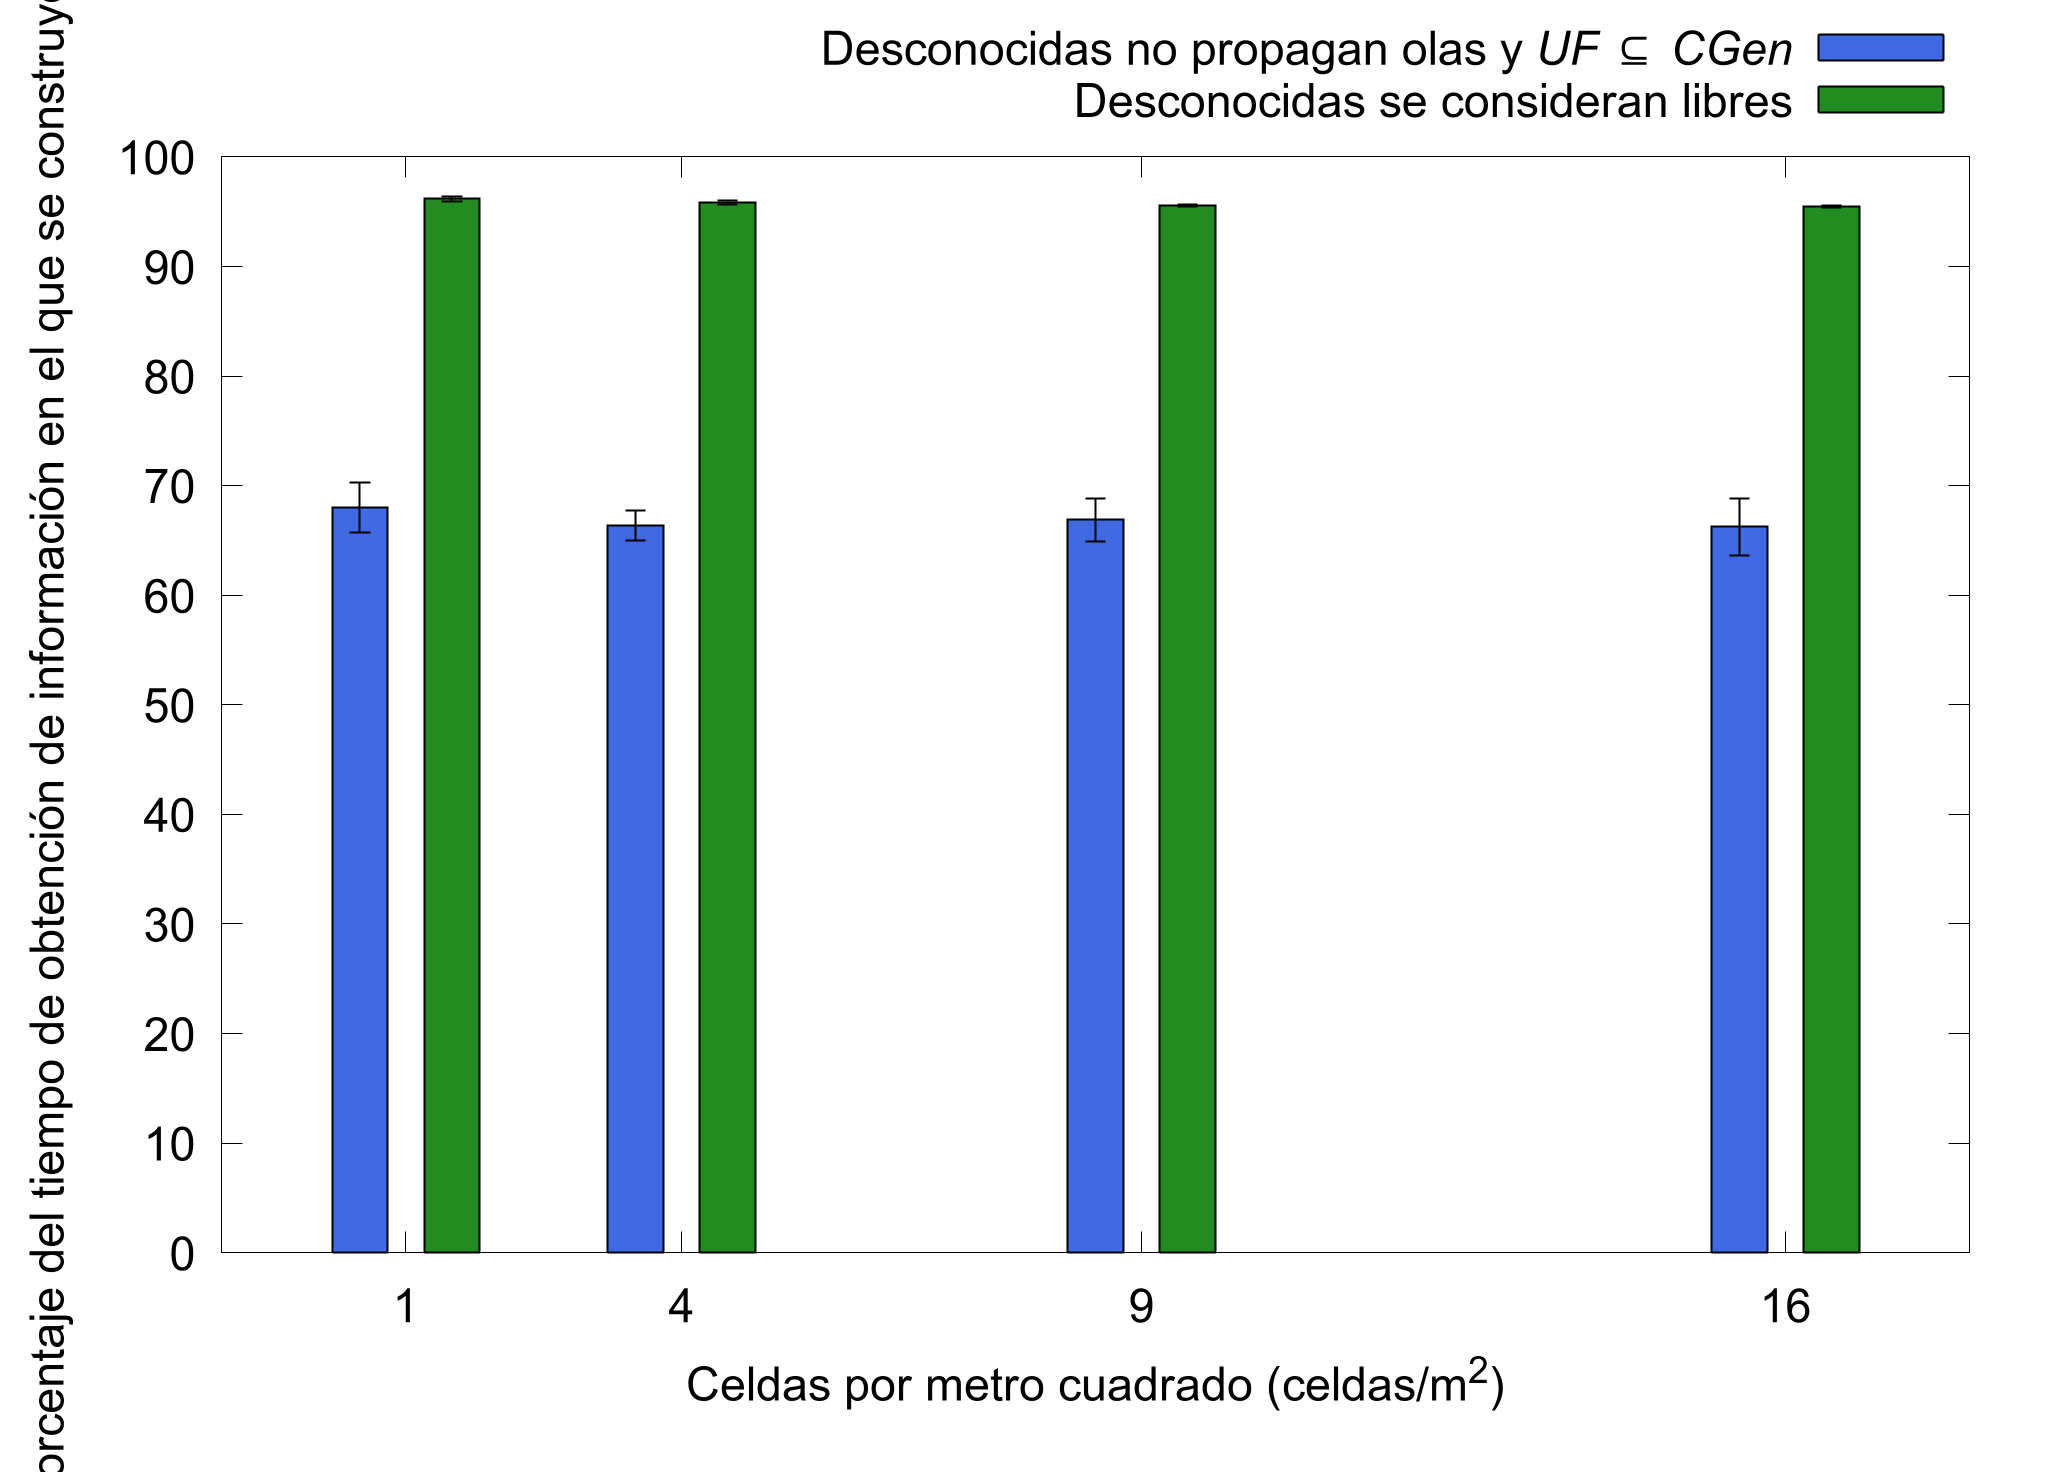 Desconocidas no propagan olas y UF ⊆ CGen
Desconocidas se consideran libres
100
90
80
70
60
50
40
30
20
10
0
del tiempo de obtención de información en el que se
1 4 9 16
Celdas por metro cuadrado (celdas/m²)